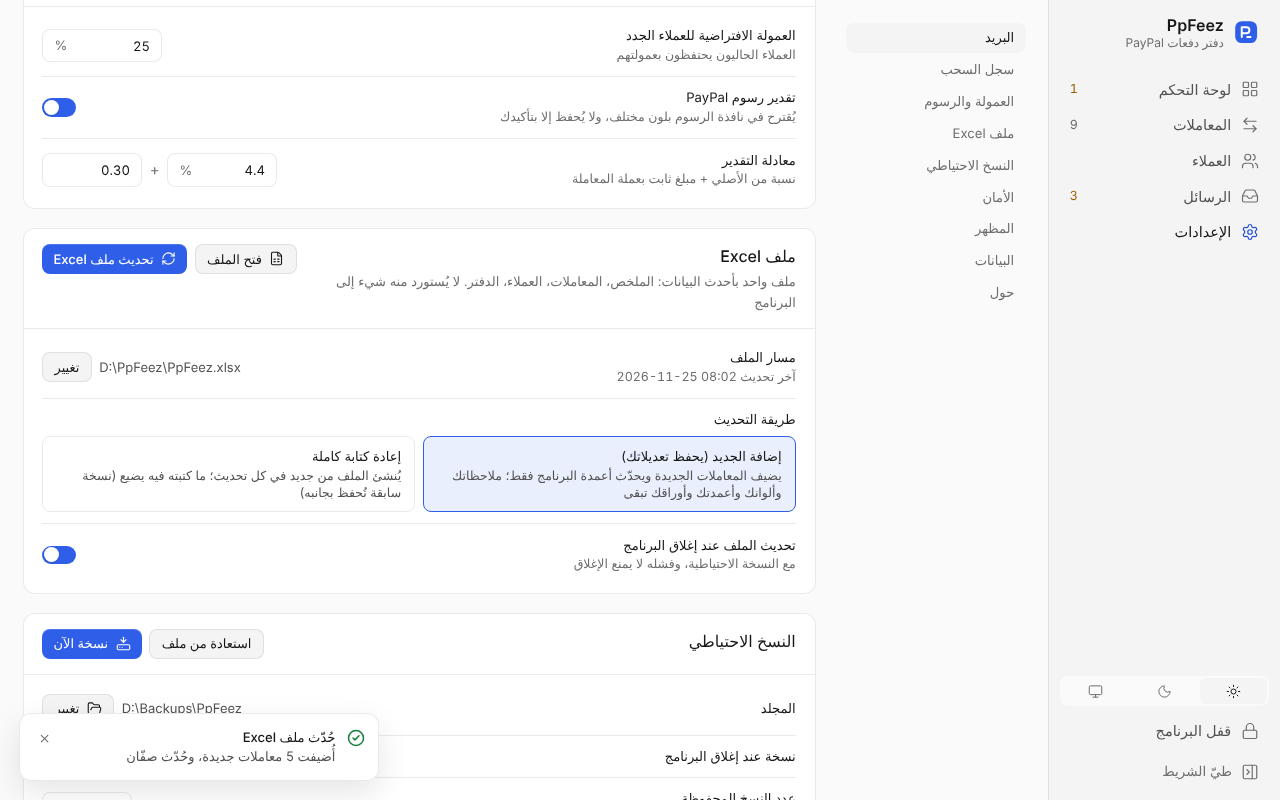 PpFeez
دفتر دفعات PayPal
لوحة التحكم 1
المعاملات 9
العملاء
الرسائل 3
الإعدادات
قفل البرنامج
طيّ الشريط
البريد
سجل السحب
العمولة والرسوم
ملف Excel
النسخ الاحتياطي
الأمان
المظهر
البيانات
حول
العمولة الافتراضية للعملاء الجدد
العملاء الحاليون يحتفظون بعمولتهم
25 %
تقدير رسوم PayPal
يُقترح في نافذة الرسوم بلون مختلف، ولا يُحفظ إلا بتأكيدك
معادلة التقدير
نسبة من الأصلي + مبلغ ثابت بعملة المعاملة
4.4 % + 0.30
ملف Excel
ملف واحد بأحدث البيانات: الملخص، المعاملات، العملاء، الدفتر. لا يُستورد منه شيء إلى
البرنامج
فتح الملف
تحديث ملف Excel
مسار الملف
آخر تحديث 08:02 25-11-2026
D:\PpFeez\PpFeez.xlsx
تغيير
طريقة التحديث
إضافة الجديد (يحفظ تعديلاتك)
يضيف المعاملات الجديدة ويحدّث أعمدة البرنامج فقط؛ ملاحظاتك
وألوانك وأعمدتك وأوراقك تبقى
إعادة كتابة كاملة
يُنشئ الملف من جديد في كل تحديث؛ ما كتبته فيه يضيع (نسخة
سابقة تُحفظ بجانبه)
تحديث الملف عند إغلاق البرنامج
مع النسخة الاحتياطية، وفشله لا يمنع الإغلاق
النسخ الاحتياطي
استعادة من ملف
نسخة الآن
المجلد
D:\Backups\PpFeez
تغيير
نسخة عند إغلاق البرنامج
عدد النسخ المحفوظة
حُدّث ملف Excel
أُضيفت 5 معاملات جديدة، وحُدّث صفّان